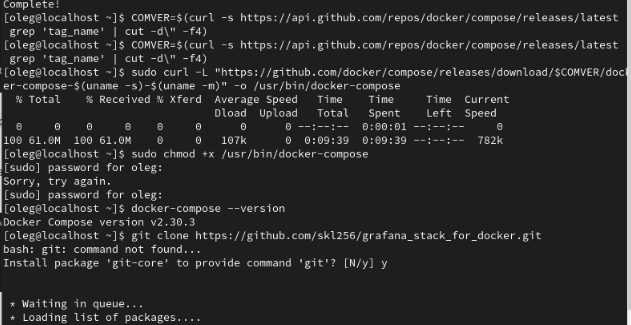 Complete!
[oleg@localhost ~]$ COMVER=$(curl -s https://api.github.com/repos/docker/compose/releases/latest
grep 'tag_name' | cut -d\" -f4)
[oleg@localhost ~]$ COMVER=$(curl -s https://api.github.com/repos/docker/compose/releases/latest
grep 'tag_name' | cut -d\" -f4)
[oleg@localhost ~]$ sudo curl -L "https://github.com/docker/compose/releases/download/$COMVER/dock
er-compose-$(uname -s)-$(uname -m)" -o /usr/bin/docker-compose
% Total % Received % Xferd Average Speed Time Time Time Current
Dload Upload Total Spent Left Speed
0 0 0 0 0 0 0 0 --:--:-- 0:00:01 --:--:-- 0
100 61.0M 100 61.0M 0 0 107k 0 0:09:39 0:09:39 --:--:-- 782k
[oleg@localhost ~]$ sudo chmod +x /usr/bin/docker-compose
[sudo] password for oleg:
Sorry, try again.
[sudo] password for oleg:
[oleg@localhost ~]$ docker-compose --version
Docker Compose version v2.30.3
[oleg@localhost ~]$ git clone https://github.com/skl256/grafana_stack_for_docker.git
bash: git: command not found...
Install package 'git-core' to provide command 'git'? [N/y] y
* Waiting in queue...
* Loading list of packages....